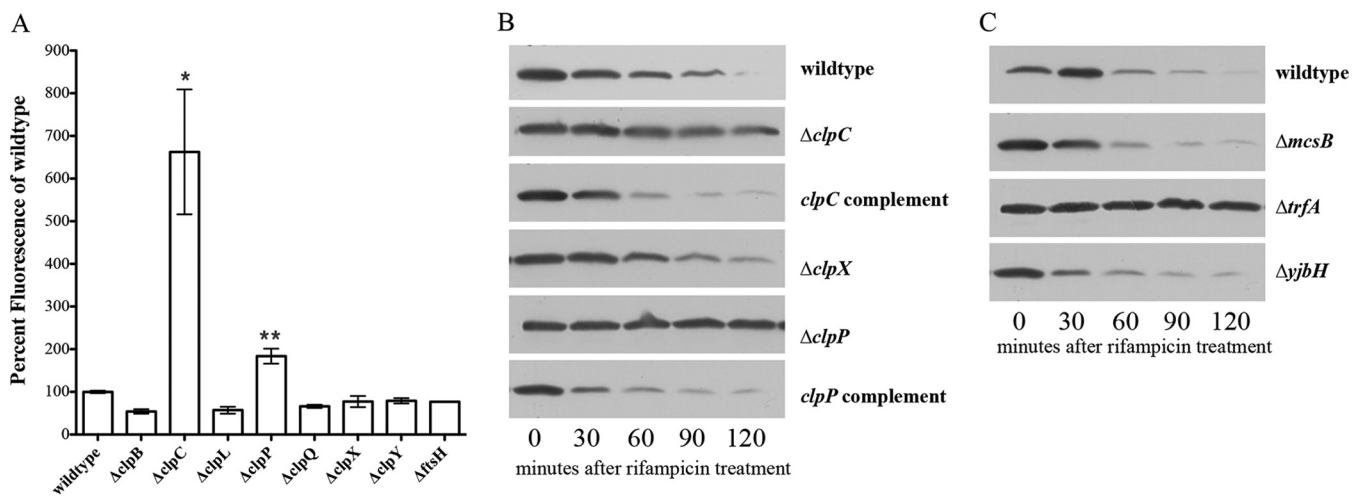 A
Percent Fluorescence of wildtype
900
800
700
600
500
400
300
200
100
0
*
**
wildtype
ΔclpB
ΔclpC
ΔclpL
ΔclpP
ΔclpQ
ΔclpX
ΔclpY
ΔftsH
B
wildtype
ΔclpC
clpC complement
ΔclpX
ΔclpP
clpP complement
0 30 60 90 120
minutes after rifampicin treatment
C
wildtype
ΔmcsB
ΔtrfA
ΔyjbH
0 30 60 90 120
minutes after rifampicin treatment